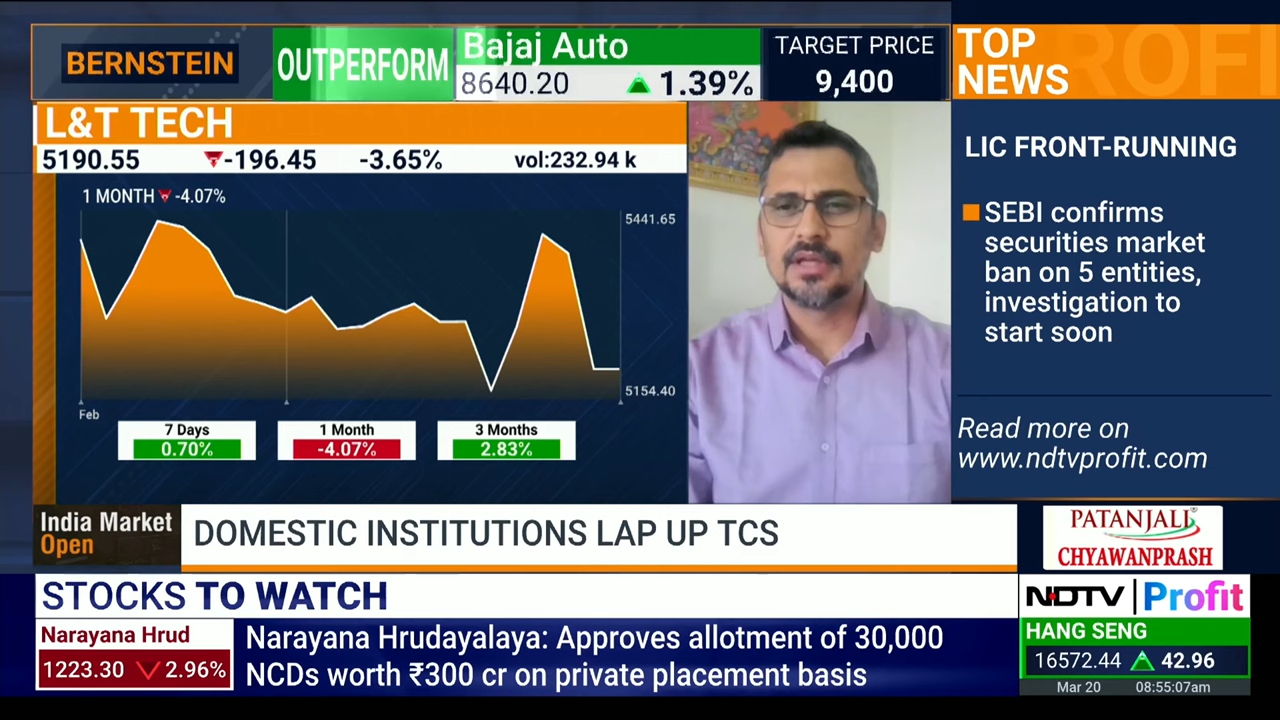 BERNSTEIN
OUTPERFORM
Bajaj Auto
8640.20 1.39%
TARGET PRICE
9,400
TOP
NEWS
L&T TECH
5190.55 -196.45 -3.65% vol:232.94 k
1 MONTH -4.07%
5441.65
5154.40
Feb
7 Days
0.70%
1 Month
-4.07%
3 Months
2.83%
LIC FRONT-RUNNING
SEBI confirms
securities market
ban on 5 entities,
investigation to
start soon
Read more on
www.ndtvprofit.com
India Market
Open
DOMESTIC INSTITUTIONS LAP UP TCS
PATANJALI
CHYAWANPRASH
STOCKS TO WATCH
Narayana Hrud
1223.30 2.96%
Narayana Hrudayalaya: Approves allotment of 30,000
NCDs worth ₹300 cr on private placement basis
NDTV Profit
HANG SENG
16572.44 42.96
Mar 20 08:55:07am